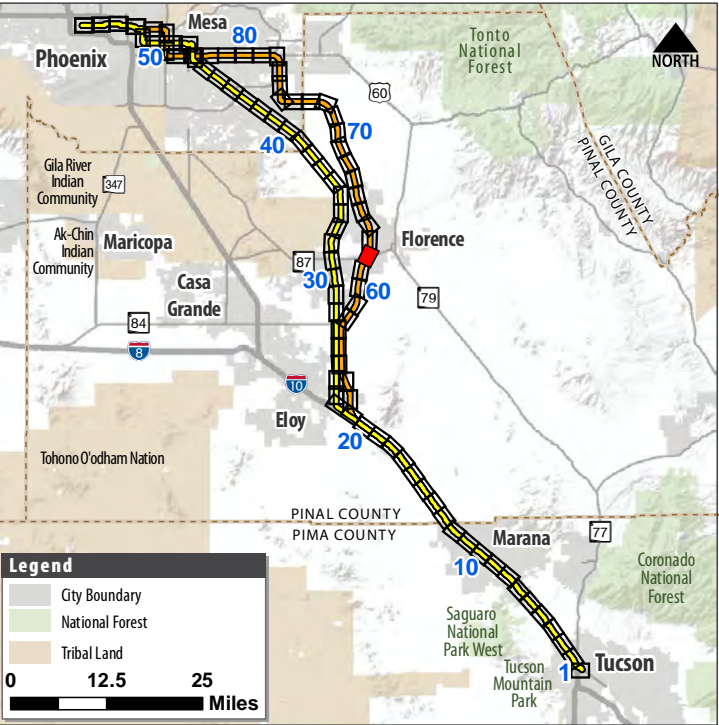 Mesa
Phoenix
80
50
Tonto
National
Forest
NORTH
60
70
40
GILA COUNTY
PINAL COUNTY
Gila River
Indian
Community
347
Ak-Chin
Indian
Community
Maricopa
Florence
87
30
60
Casa
Grande
79
84
8
10
Eloy
20
Tohono O'odham Nation
PINAL COUNTY
PIMA COUNTY
Marana
77
10
Coronado
National
Forest
Saguaro
National
Park West
Tucson
Mountain
Park
1
Tucson
Legend
City Boundary
National Forest
Tribal Land
0 12.5 25
Miles